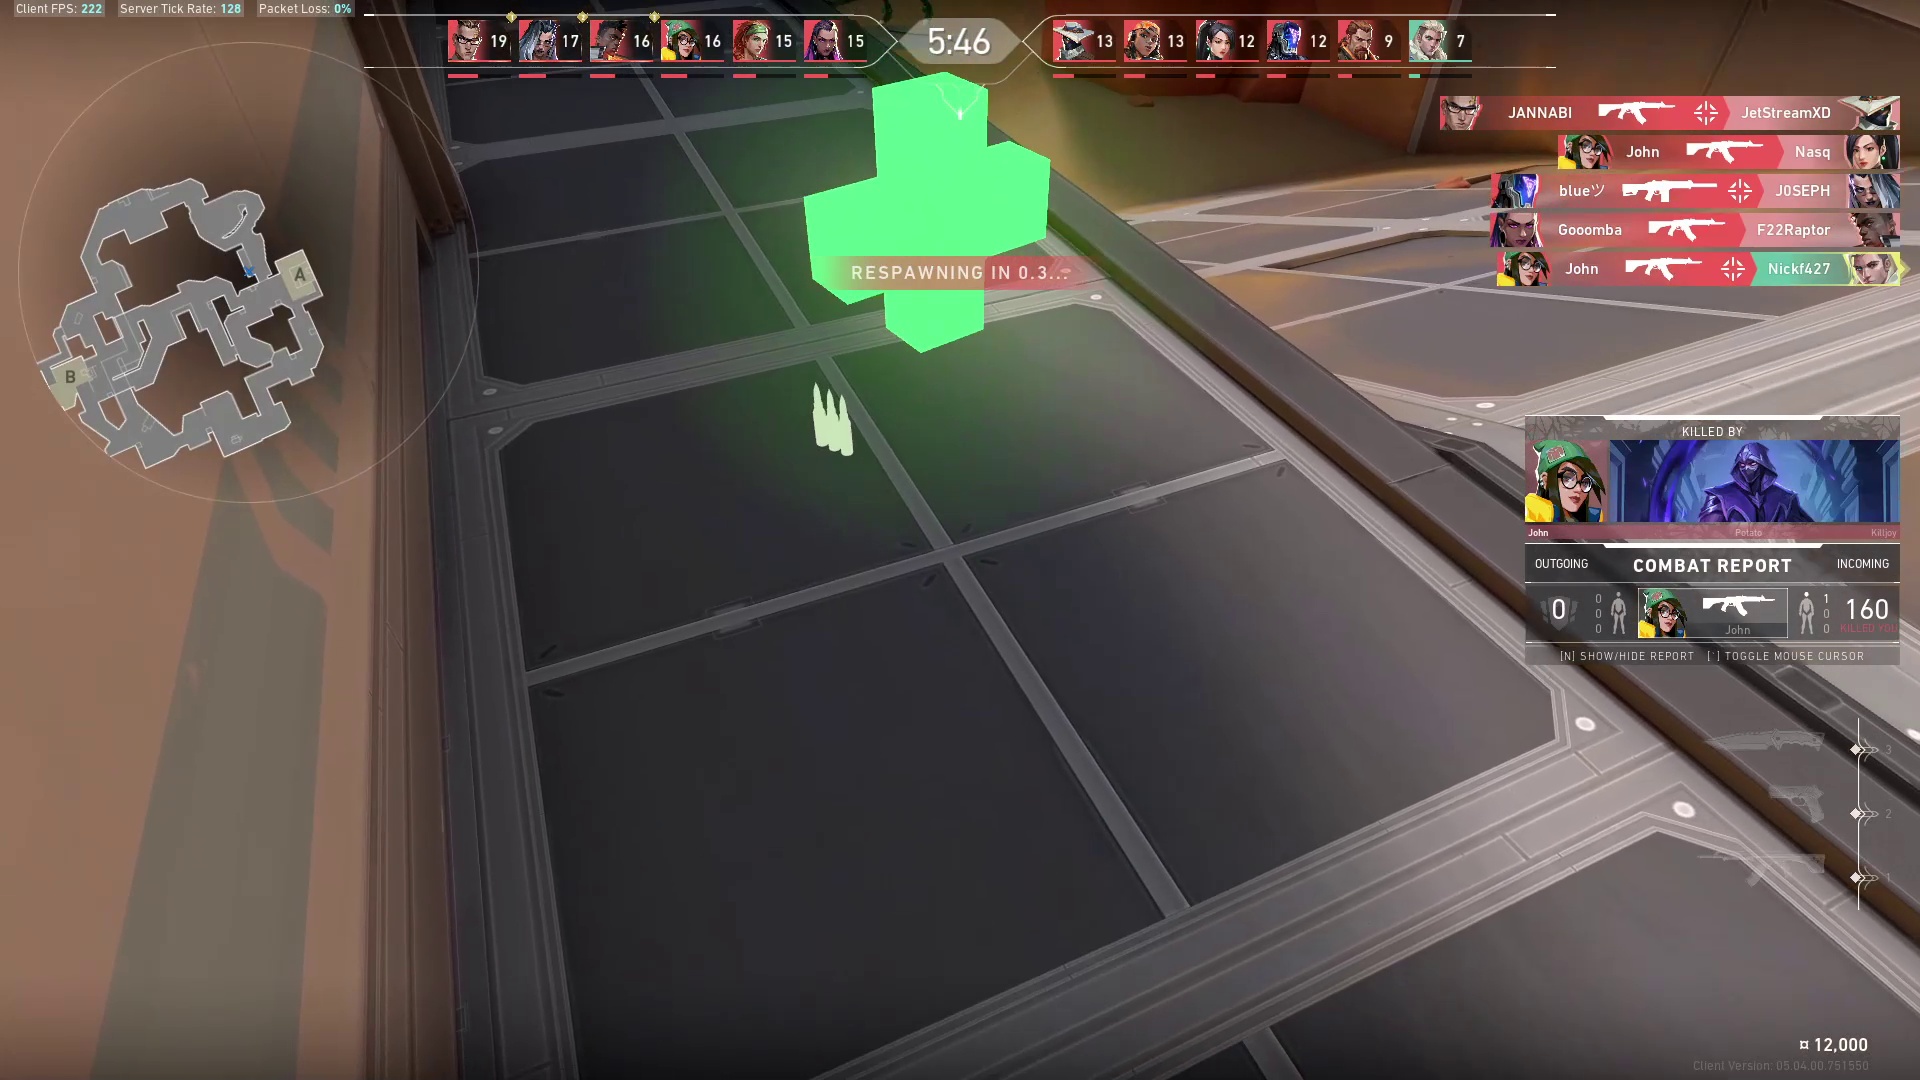 Client FPS: 222 Server Tick Rate: 128 Packet Loss: 0%
19 17 16 16 15 15 5:46 13 13 12 12 9 7
JANNABI JetStreamXD
John Nasq
blueツ J0SEPH
Gooomba F22Raptor
John Nickf427
A
B
RESPAWNING IN 0.3...
KILLED BY
John Potato Killjoy
OUTGOING COMBAT REPORT INCOMING
0 0 0 0 John 1 0 0 160
KILLED YOU
[N] SHOW/HIDE REPORT [`] TOGGLE MOUSE CURSOR
3
2
1
¤ 12,000
Client Version: 05.04.00.751550